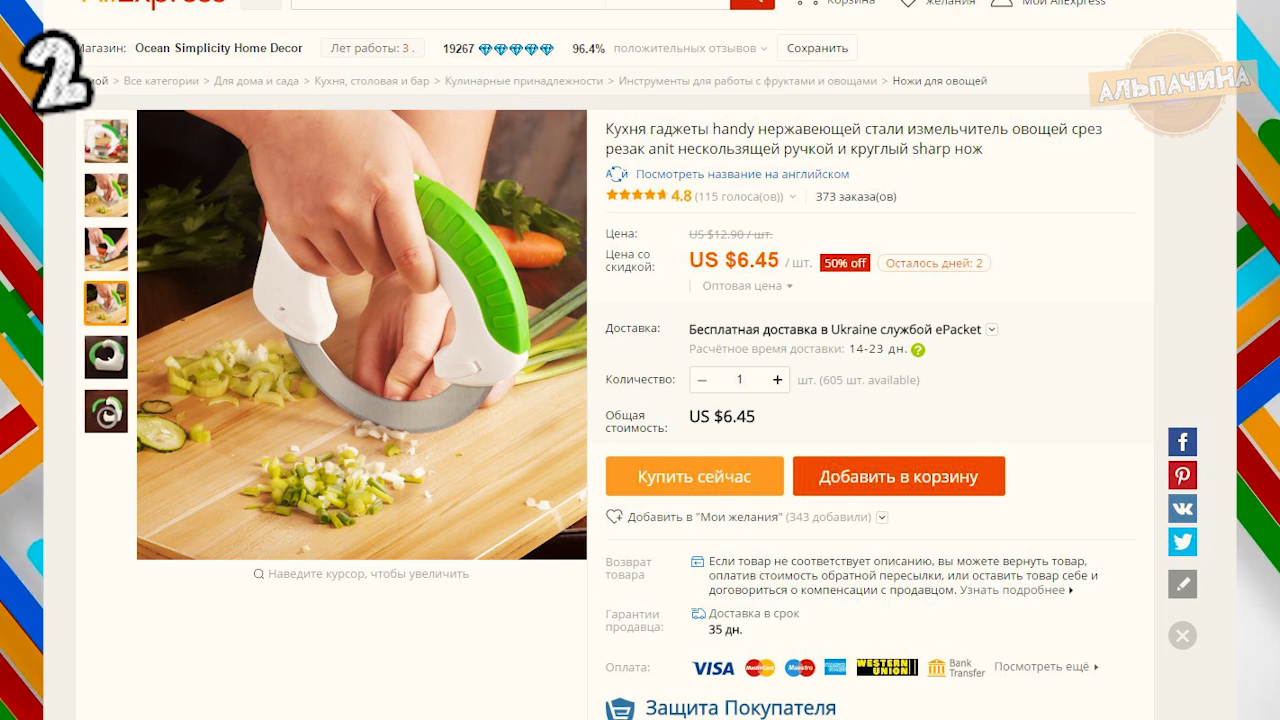 AliExpress
Корзина
желания
Мой AliExpress
2
Магазин: Ocean Simplicity Home Decor
Лет работы: 3 .
19267
96.4% положительных отзывов
Сохранить
АЛЬПАЧИНА
> Все категории > Для дома и сада > Кухня, столовая и бар > Кулинарные принадлежности > Инструменты для работы с фруктами и овощами > Ножи для овощей
Кухня гаджеты handy нержавеющей стали измельчитель овощей срез
резак anit нескользящей ручкой и круглый sharp нож
Посмотреть название на английском
4.8 (115 голоса(ов)) 373 заказа(ов)
Цена: US $12.90 / шт.
Цена со скидкой: US $6.45 / шт. 50% off Осталось дней: 2
Оптовая цена
Доставка: Бесплатная доставка в Ukraine службой ePacket
Расчётное время доставки: 14-23 дн. ?
Количество: – 1 + шт. (605 шт. available)
Общая стоимость: US $6.45
Купить сейчас
Добавить в корзину
Добавить в "Мои желания" (343 добавили)
Возврат товара
Если товар не соответствует описанию, вы можете вернуть товар,
оплатив стоимость обратной пересылки, или оставить товар себе и
договориться о компенсации с продавцом. Узнать подробнее
Гарантии продавца:
Доставка в срок
35 дн.
Оплата: VISA MasterCard Maestro WESTERN UNION Bank Transfer Посмотреть ещё
Защита Покупателя
Наведите курсор, чтобы увеличить